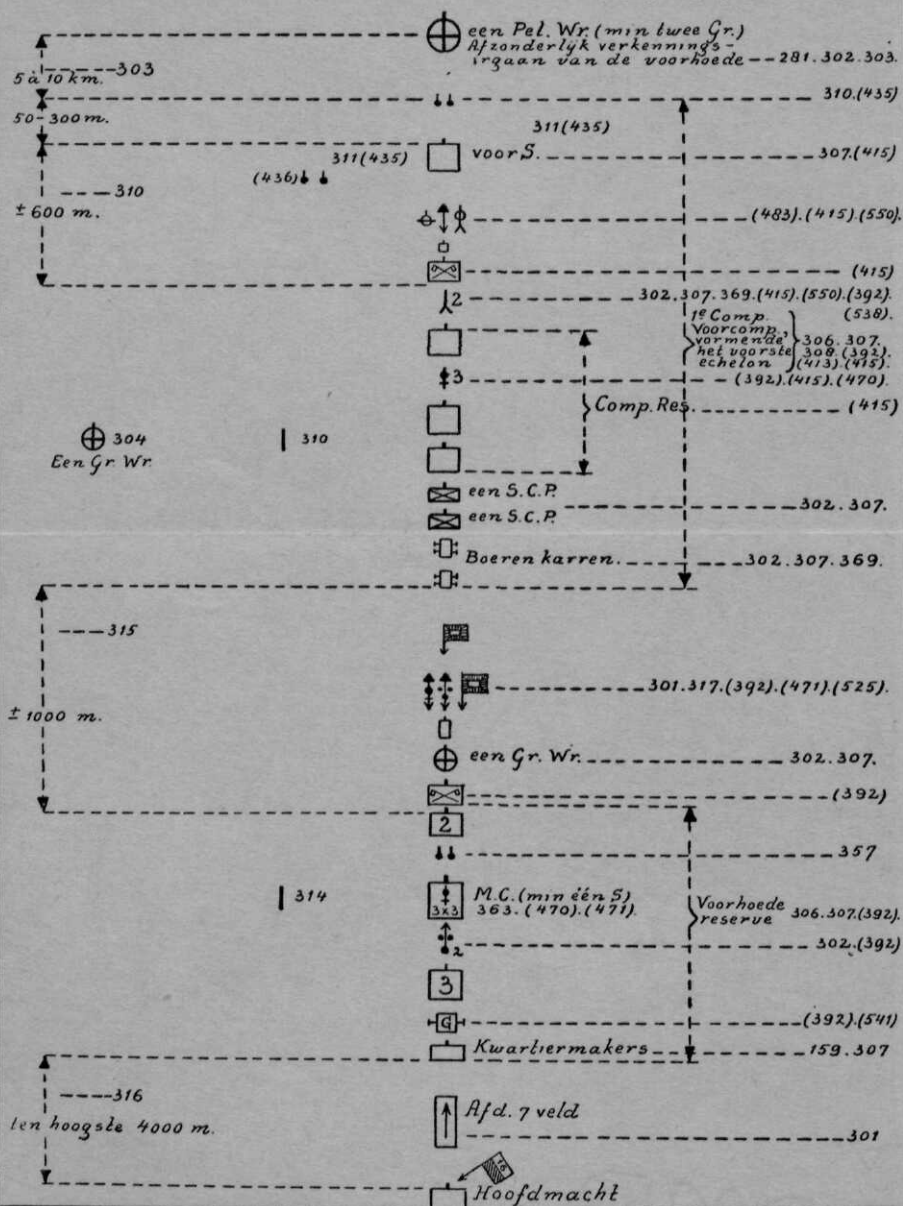 een Pel. Wr. (min twee Gr.)
Afzonderlijk verkennings-
irgaan van de voorhoede -- 281.302.303.
---- 303
5 à 10 km.
310.(435)
50-300 m.
311(435)
311(435)
voor S. 307.(415)
(436)
---- 310
± 600 m.
(483).(415).(550).
(415)
2 302.307.369.(415).(550).(392).
(538).
1e Comp.
Voorcomp,
vormende
het voorste
echelon
306.307.
308.(392).
(413).(415).
3 (392).(415).(470).
Comp. Res. (415)
304
Een Gr. Wr.
310
een S.C.P.
302.307.
een S.C.P.
Boeren karren. 302.307.369.
---- 315
301.317.(392).(471).(525).
± 1000 m.
een Gr. Wr. 302.307.
(392)
2
357
314
M.C. (min één S)
3x3 363.(470).(471).
Voorhoede
reserve 306.307.(392).
2 302.(392)
3
G (392).(541)
Kwartiermakers 159.307
---- 316
ten hoogste 4000 m.
Afd. 7 veld
301
Hoofdmacht